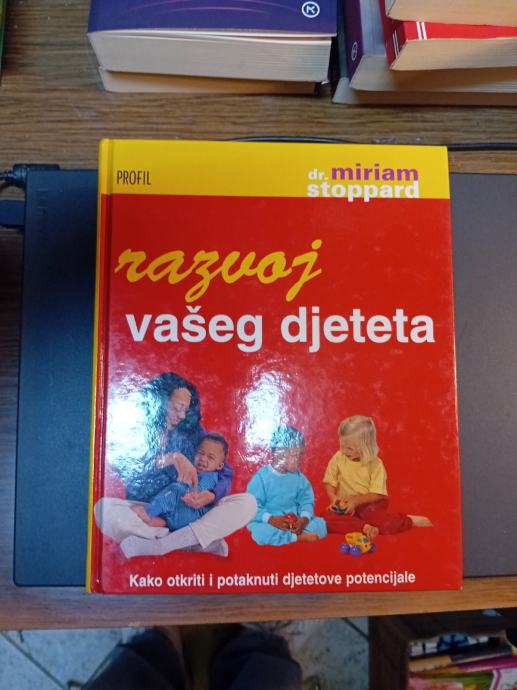 PROFIL
dr. miriam
stoppard
razvoj
vašeg djeteta
Kako otkriti i potaknuti djetetove potencijale